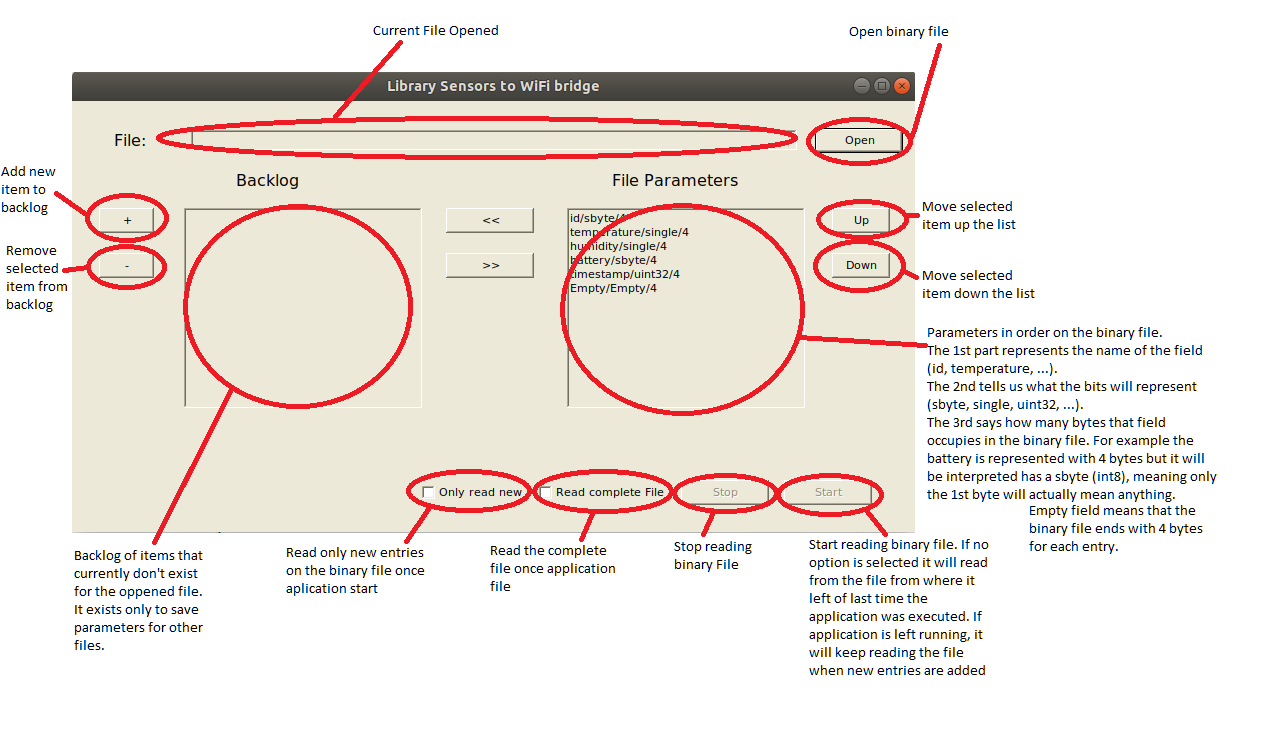 Current File Opened
Open binary file
Library Sensors to WiFi bridge
File:
Open
Add new
item to
backlog
Backlog
File Parameters
+
<<
Up
Move selected
item up the list
-
>>
Down
Move selected
item down the list
Remove
selected
item from
backlog
id/sbyte/4
temperature/single/4
humidity/single/4
battery/sbyte/4
timestamp/uint32/4
Empty/Empty/4
Parameters in order on the binary file.
The 1st part represents the name of the field
(id, temperature, ...).
The 2nd tells us what the bits will represent
(sbyte, single, uint32, ...).
The 3rd says how many bytes that field
occupies in the binary file. For example the
battery is represented with 4 bytes but it will
be interpreted has a sbyte (int8), meaning only
the 1st byte will actually mean anything.
Empty field means that the
binary file ends with 4 bytes
for each entry.
Only read new
Read complete File
Stop
Start
Backlog of items that
currently don't exist
for the oppened file.
It exists only to save
parameters for other
files.
Read only new entries
on the binary file once
aplication start
Read the complete
file once application
file
Stop reading
binary File
Start reading binary file. If no
option is selected it will read
from the file from where it
left of last time the
application was executed. If
application is left running, it
will keep reading the file
when new entries are added